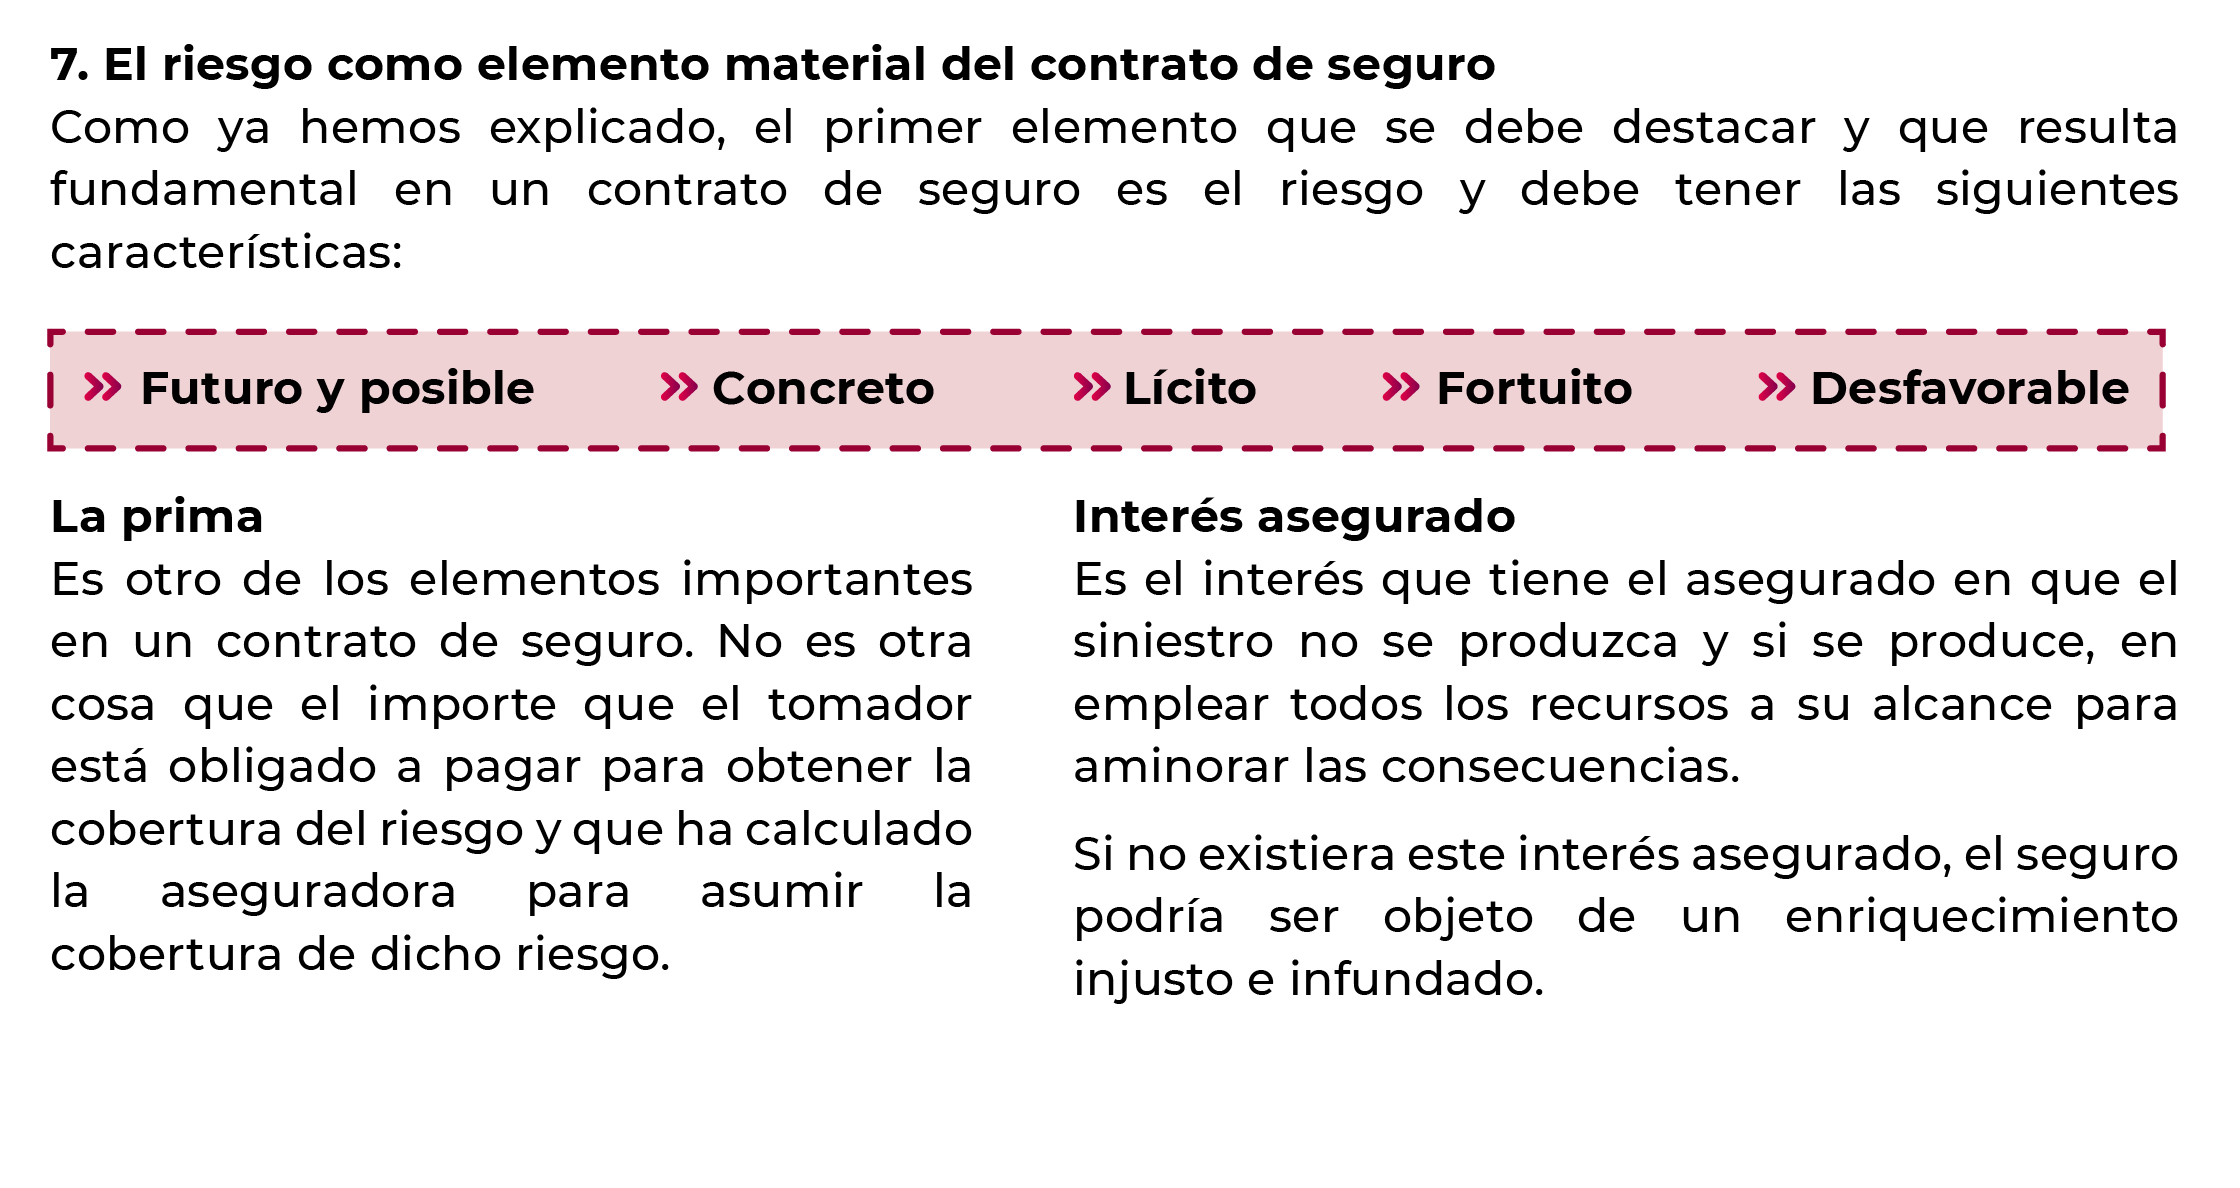 7. El riesgo como elemento material del contrato de seguro
Como ya hemos explicado, el primer elemento que se debe destacar y que resulta
fundamental en un contrato de seguro es el riesgo y debe tener las siguientes
características:
» Futuro y posible » Concreto » Lícito » Fortuito » Desfavorable
La prima
Es otro de los elementos importantes
en un contrato de seguro. No es otra
cosa que el importe que el tomador
está obligado a pagar para obtener la
cobertura del riesgo y que ha calculado
la aseguradora para asumir la
cobertura de dicho riesgo.
Interés asegurado
Es el interés que tiene el asegurado en que el
siniestro no se produzca y si se produce, en
emplear todos los recursos a su alcance para
aminorar las consecuencias.
Si no existiera este interés asegurado, el seguro
podría ser objeto de un enriquecimiento
injusto e infundado.